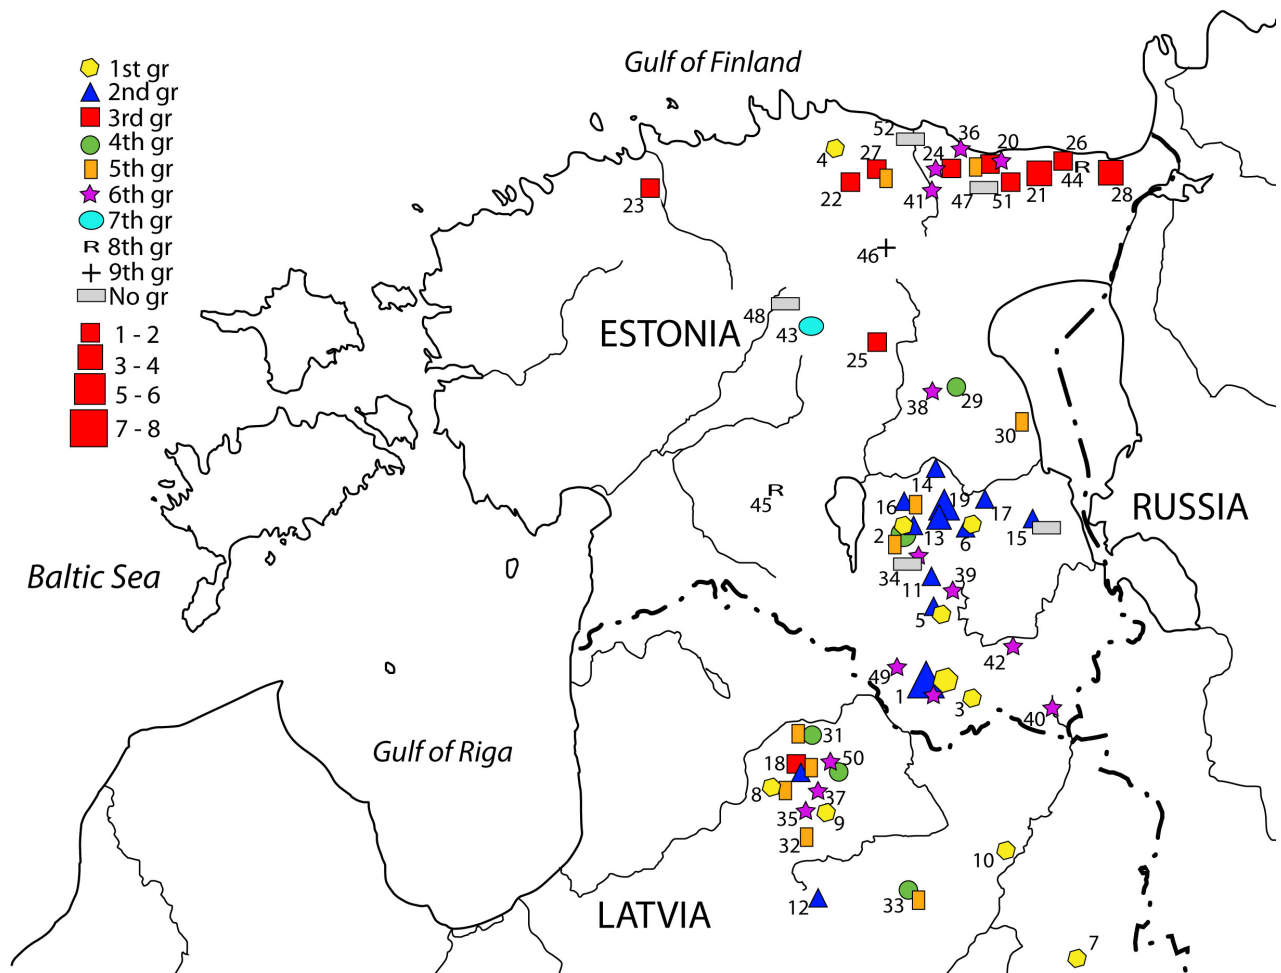 Gulf of Finland
1st gr
2nd gr
3rd gr
4th gr
5th gr
6th gr
7th gr
R 8th gr
9th gr
No gr
1 - 2
3 - 4
5 - 6
7 - 8
52
36
20
26
4
27
24
44 R
22
41
47
51
21
28
23
46
48
43
ESTONIA
25
38
29
30
14
16
19
17
RUSSIA
45 R
2
13
6
15
34
11
39
5
Baltic Sea
42
49
1
3
40
Gulf of Riga
31
18
50
8
37
35
9
32
10
12
33
LATVIA
7